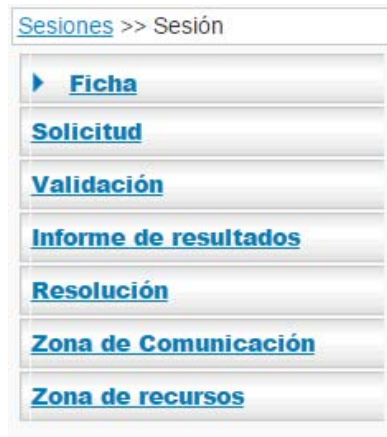 Sesiones >> Sesión
Ficha
Solicitud
Validación
Informe de resultados
Resolución
Zona de Comunicación
Zona de recursos